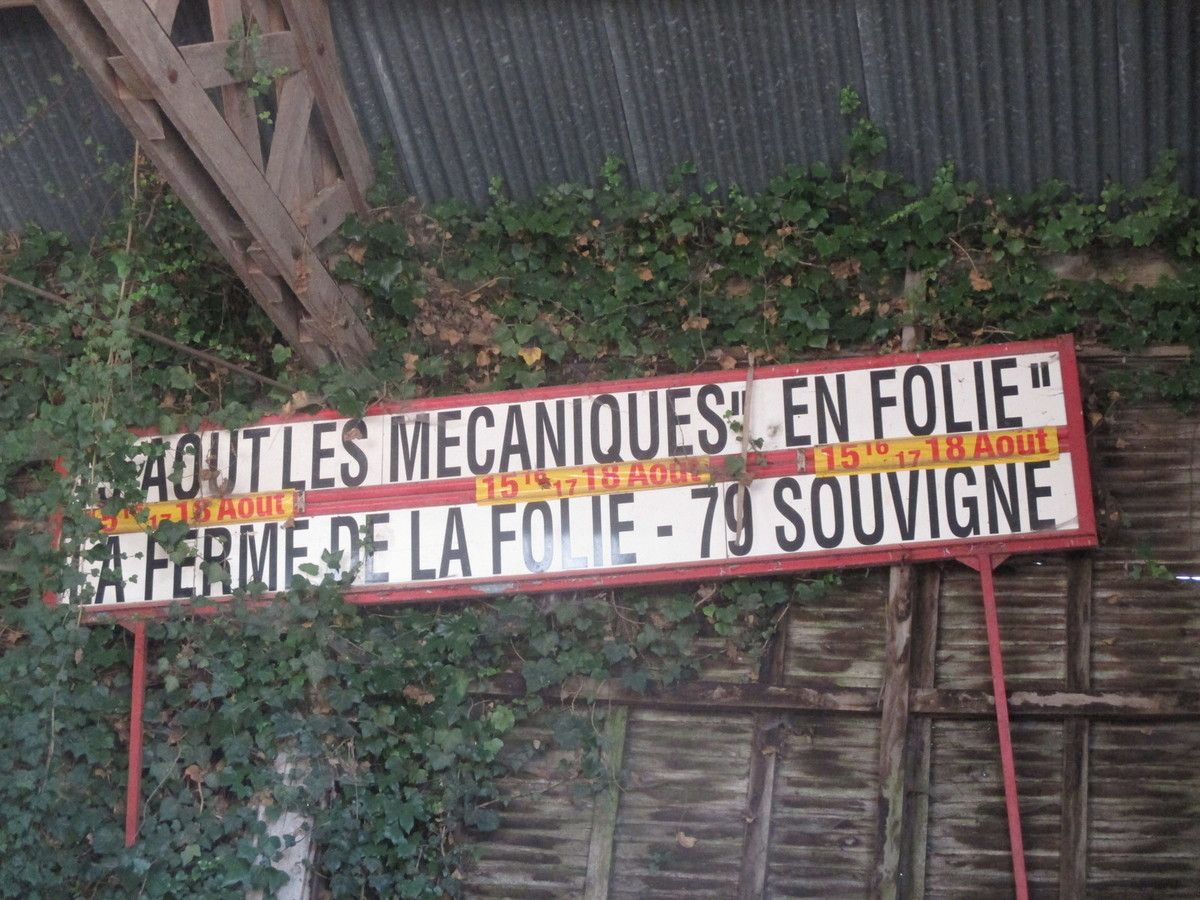 15 AOUT LES MECANIQUES" EN FOLIE"
15 16 17 18 Aout 15 16 17 18 Aout 15 16 17 18 Aout
A FERME DE LA FOLIE - 79 SOUVIGNE